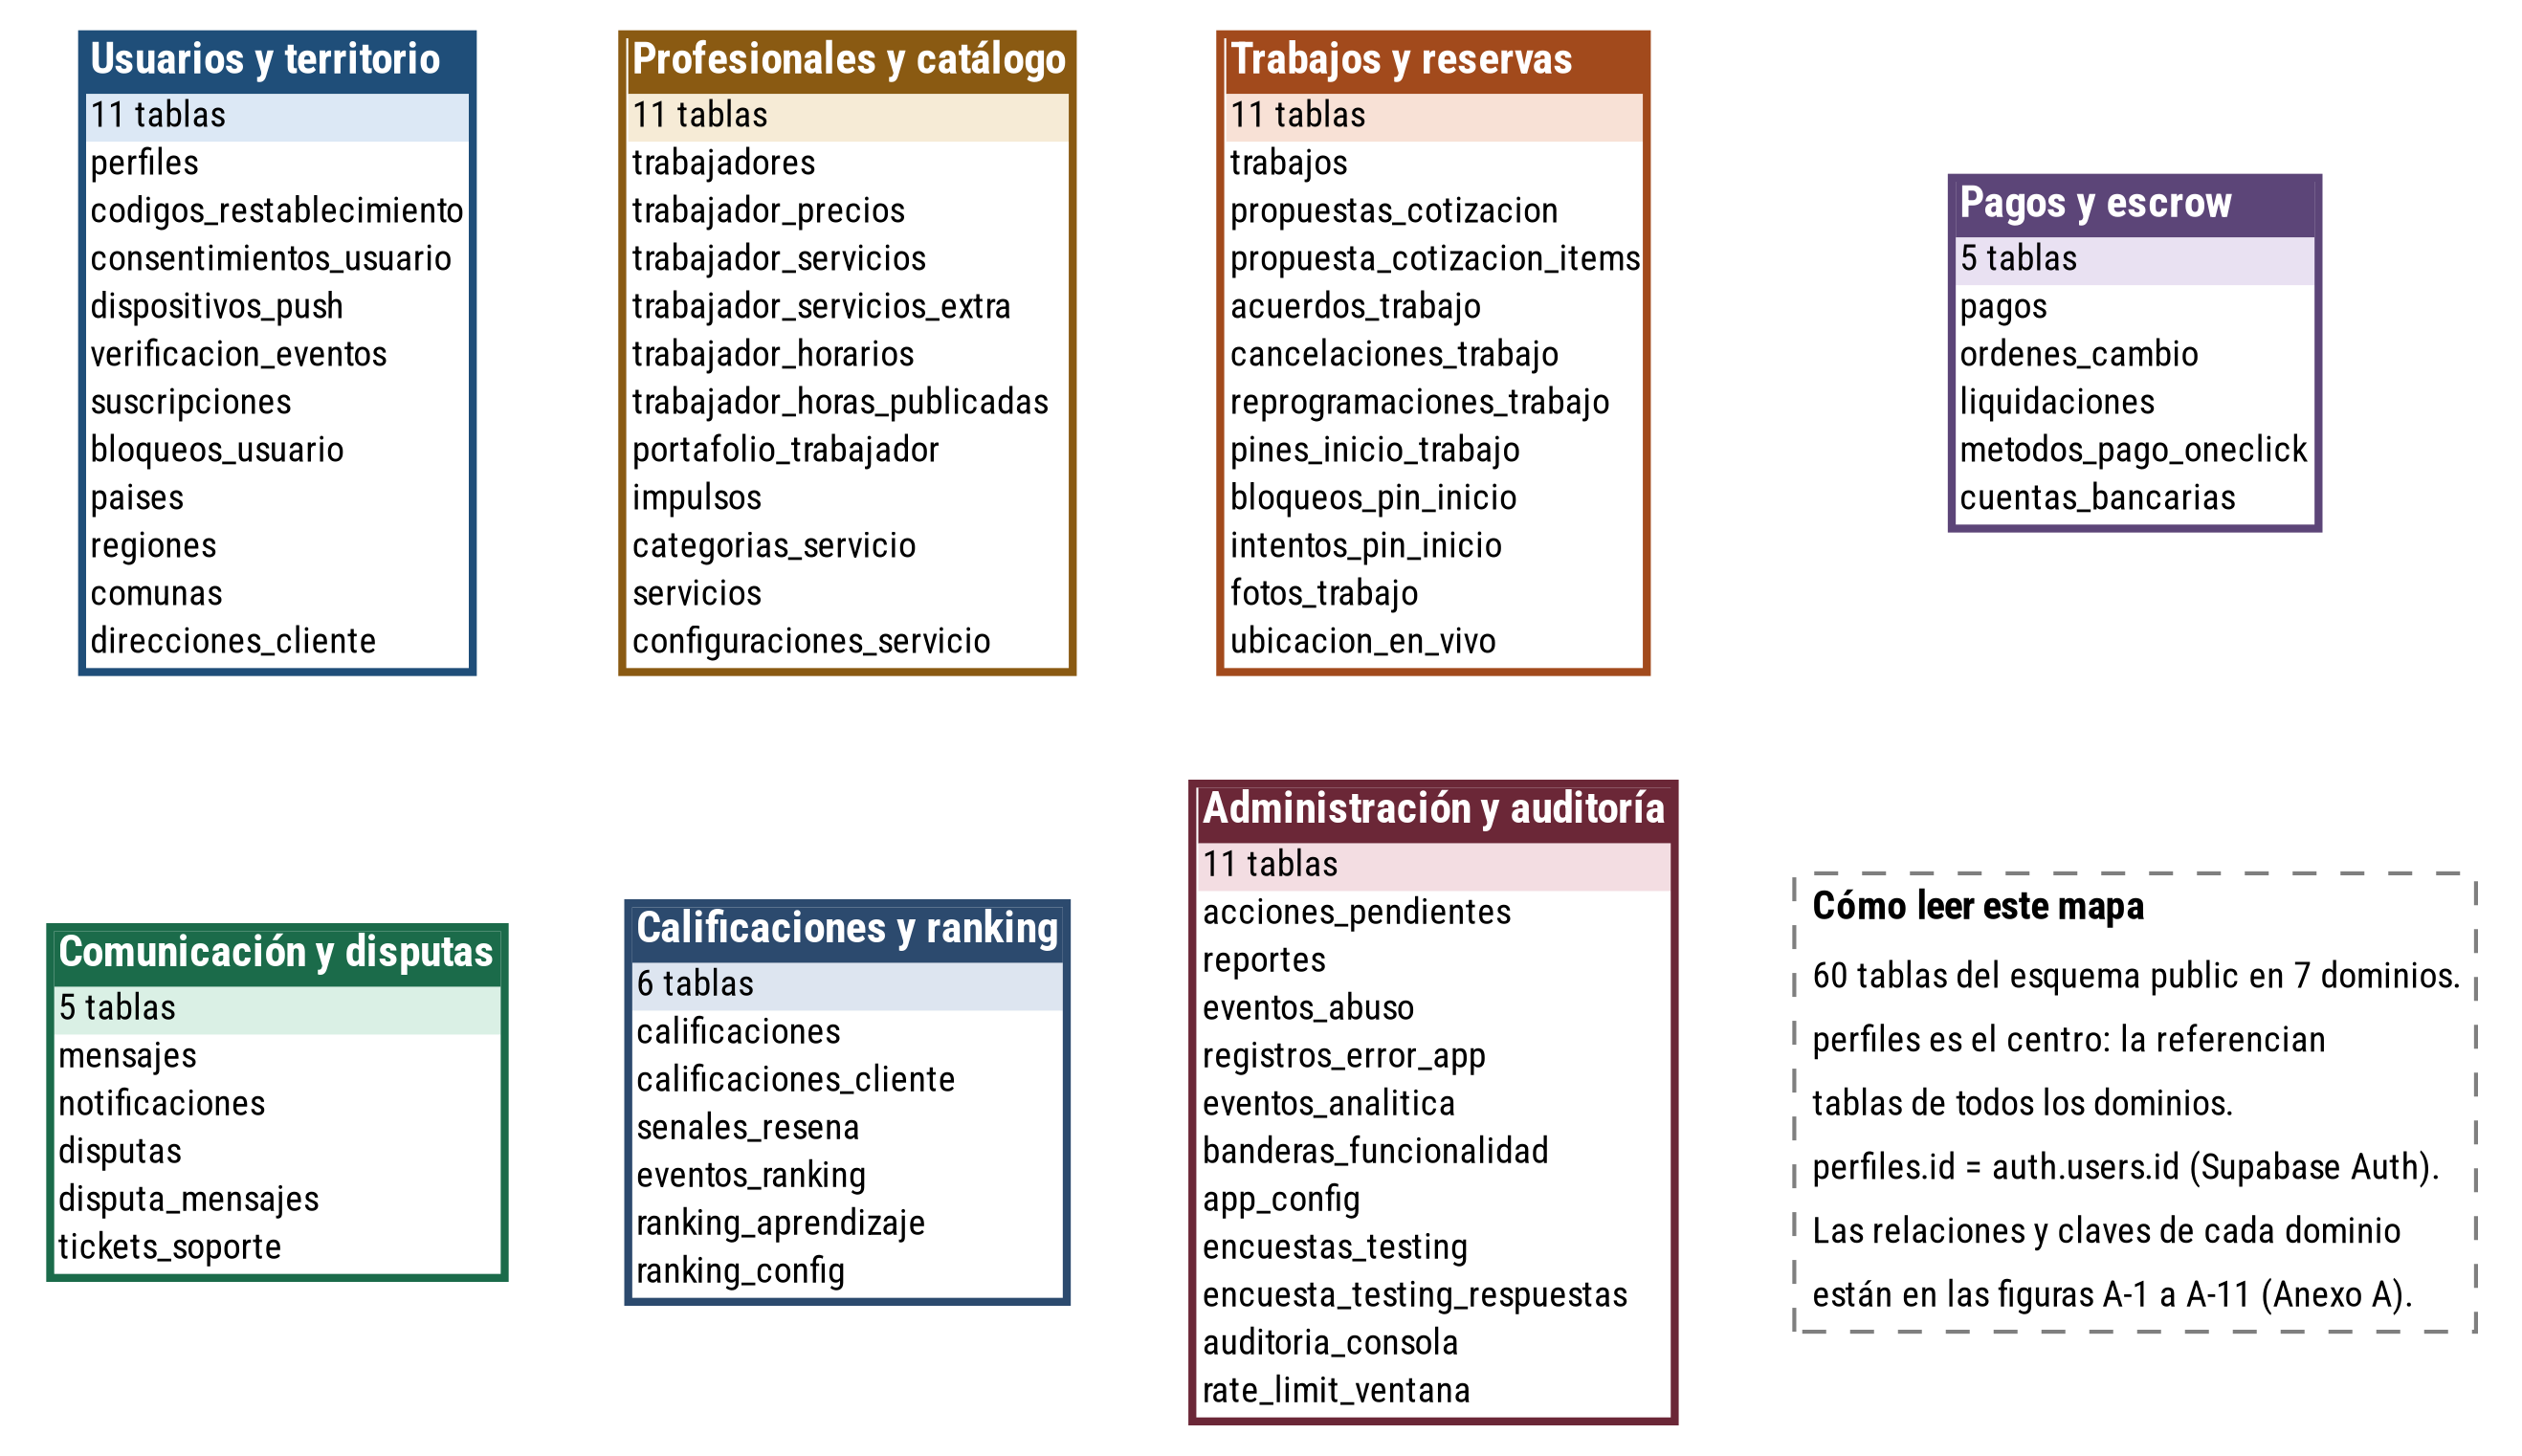 Usuarios y territorio
11 tablas
perfiles
codigos_restablecimiento
consentimientos_usuario
dispositivos_push
verificacion_eventos
suscripciones
bloqueos_usuario
paises
regiones
comunas
direcciones_cliente
Profesionales y catálogo
11 tablas
trabajadores
trabajador_precios
trabajador_servicios
trabajador_servicios_extra
trabajador_horarios
trabajador_horas_publicadas
portafolio_trabajador
impulsos
categorias_servicio
servicios
configuraciones_servicio
Trabajos y reservas
11 tablas
trabajos
propuestas_cotizacion
propuesta_cotizacion_items
acuerdos_trabajo
cancelaciones_trabajo
reprogramaciones_trabajo
pines_inicio_trabajo
bloqueos_pin_inicio
intentos_pin_inicio
fotos_trabajo
ubicacion_en_vivo
Pagos y escrow
5 tablas
pagos
ordenes_cambio
liquidaciones
metodos_pago_oneclick
cuentas_bancarias
Comunicación y disputas
5 tablas
mensajes
notificaciones
disputas
disputa_mensajes
tickets_soporte
Calificaciones y ranking
6 tablas
calificaciones
calificaciones_cliente
senales_resena
eventos_ranking
ranking_aprendizaje
ranking_config
Administración y auditoría
11 tablas
acciones_pendientes
reportes
eventos_abuso
registros_error_app
eventos_analitica
banderas_funcionalidad
app_config
encuestas_testing
encuesta_testing_respuestas
auditoria_consola
rate_limit_ventana
Cómo leer este mapa
60 tablas del esquema public en 7 dominios.
perfiles es el centro: la referencian
tablas de todos los dominios.
perfiles.id = auth.users.id (Supabase Auth).
Las relaciones y claves de cada dominio
están en las figuras A-1 a A-11 (Anexo A).